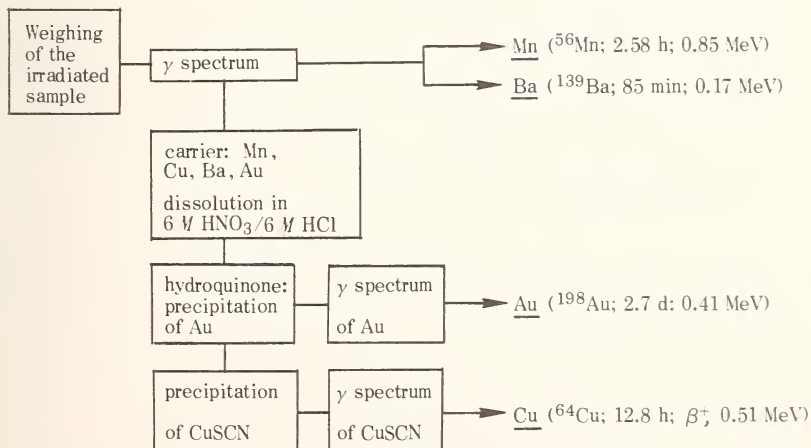 Weighing
of the
irradiated
sample
γ spectrum
Mn (⁵⁶Mn; 2.58 h; 0.85 MeV)
Ba (¹³⁹Ba; 85 min; 0.17 MeV)
carrier: Mn,
Cu, Ba, Au
dissolution in
6 M HNO₃/6 M HCl
hydroquinone:
precipitation
of Au
γ spectrum
of Au
Au (¹⁹⁸Au; 2.7 d: 0.41 MeV)
precipitation
of CuSCN
γ spectrum
of CuSCN
Cu (⁶⁴Cu; 12.8 h; β⁺, 0.51 MeV)